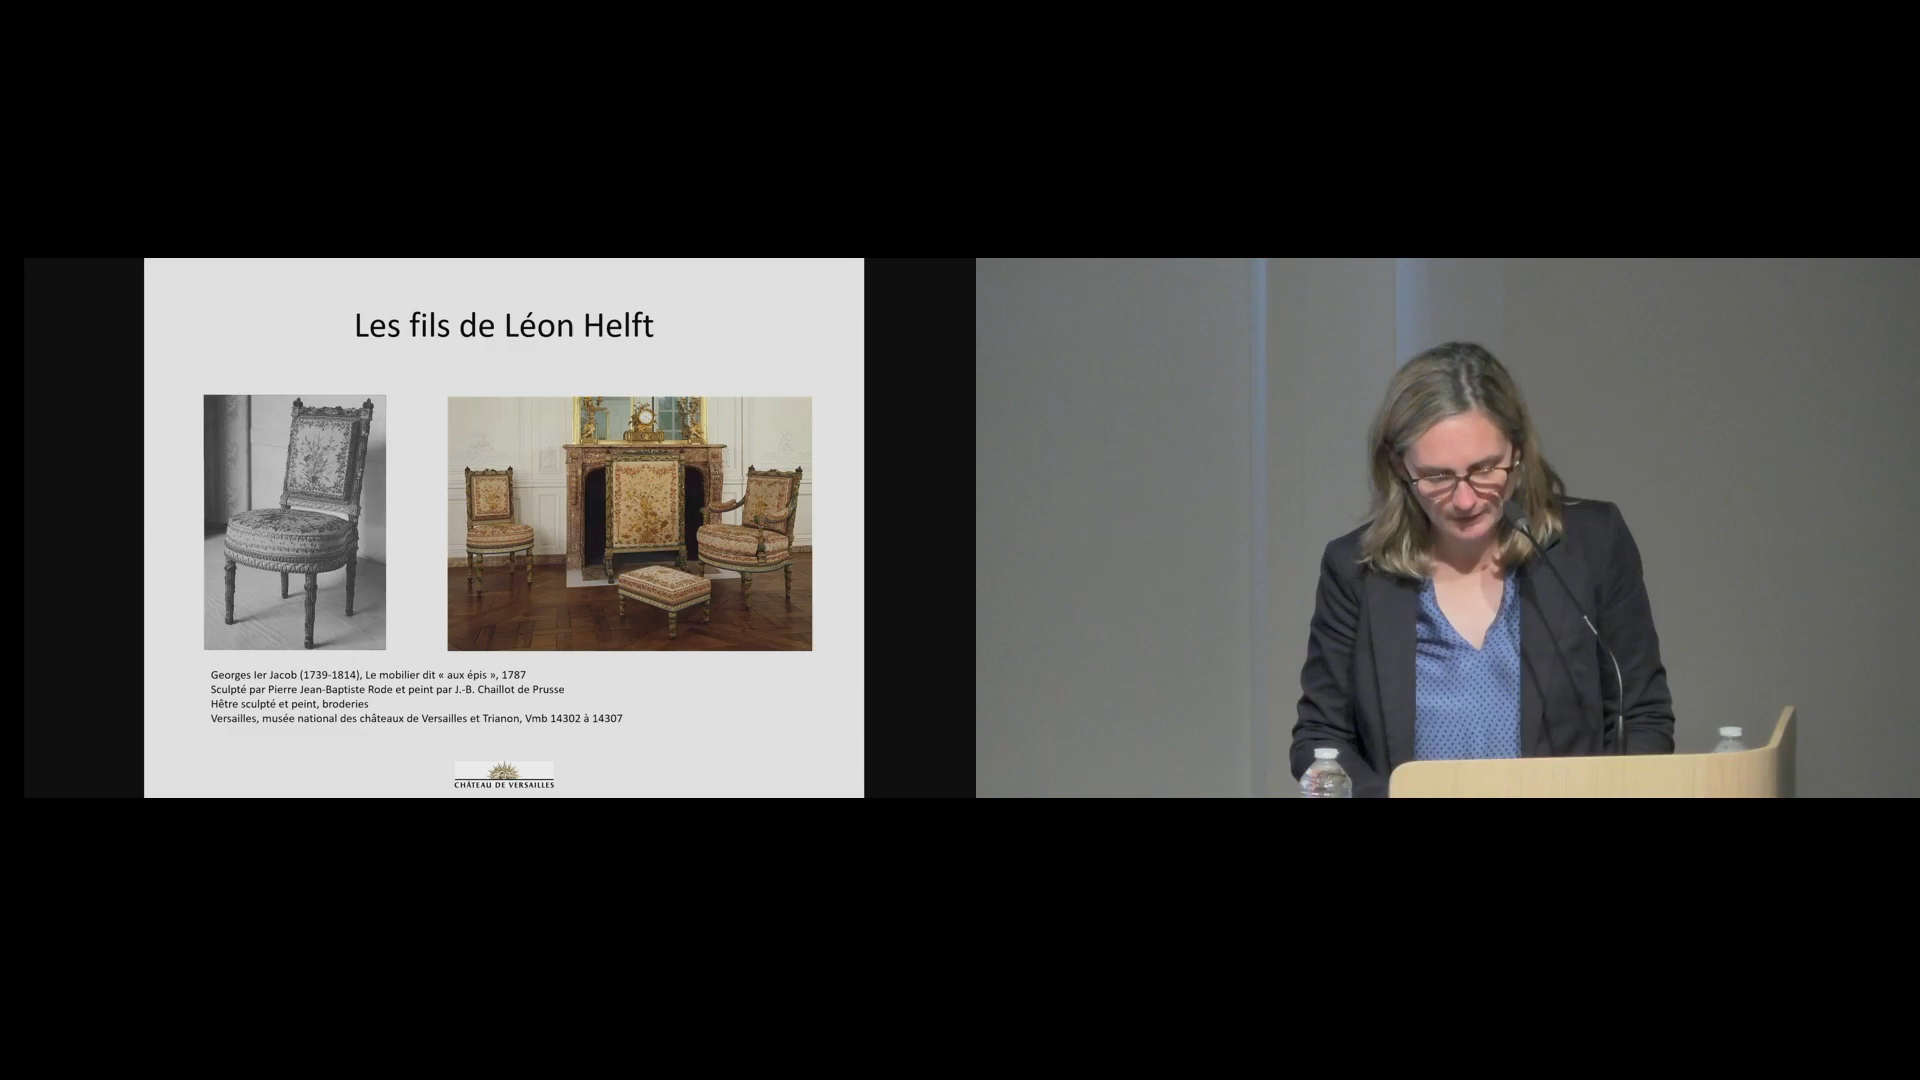 Les fils de Léon Helft
Georges Ier Jacob (1739-1814), Le mobilier dit « aux épis », 1787
Sculpté par Pierre Jean-Baptiste Rode et peint par J.-B. Chaillot de Prusse
Hêtre sculpté et peint, broderies
Versailles, musée national des châteaux de Versailles et Trianon, Vmb 14302 à 14307
CHÂTEAU DE VERSAILLES